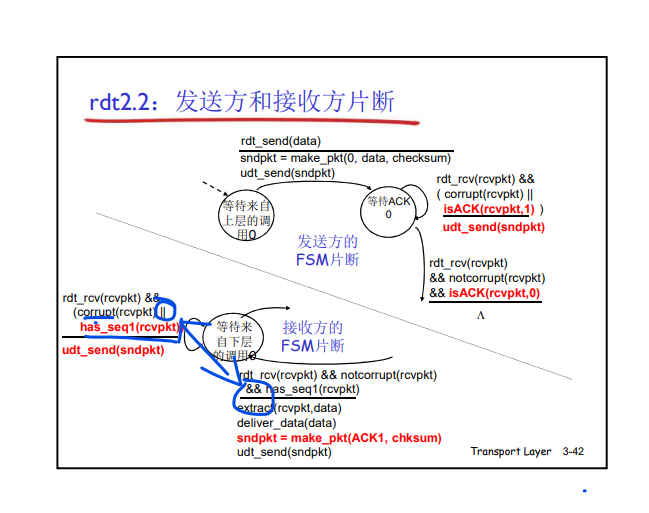 rdt2.2：发送方和接收方片断
rdt_send(data)
sndpkt = make_pkt(0, data, checksum)
udt_send(sndpkt)
等待来自
上层的调
用0
等待ACK
0
rdt_rcv(rcvpkt) &&
( corrupt(rcvpkt) ||
isACK(rcvpkt,1) )
udt_send(sndpkt)
发送方的
FSM片断
rdt_rcv(rcvpkt)
&& notcorrupt(rcvpkt)
&& isACK(rcvpkt,0)
Λ
rdt_rcv(rcvpkt) &&
(corrupt(rcvpkt) ||
has_seq1(rcvpkt)
udt_send(sndpkt)
等待来
自下层
的调用0
接收方的
FSM片断
rdt_rcv(rcvpkt) && notcorrupt(rcvpkt)
&& has_seq1(rcvpkt)
extract(rcvpkt,data)
deliver_data(data)
sndpkt = make_pkt(ACK1, chksum)
udt_send(sndpkt)
Transport Layer 3-42